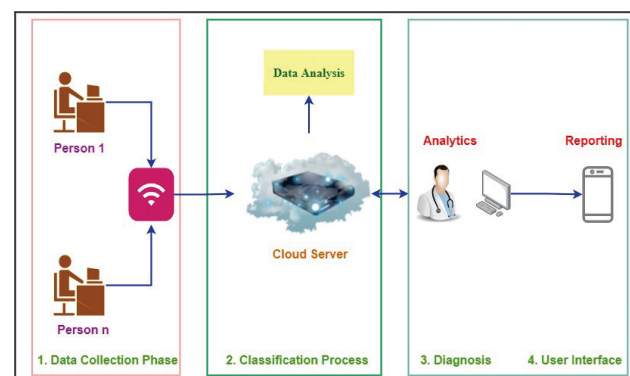 Person 1
Person n
1. Data Collection Phase
Data Analysis
Cloud Server
2. Classification Process
Analytics
Reporting
3. Diagnosis
4. User Interface